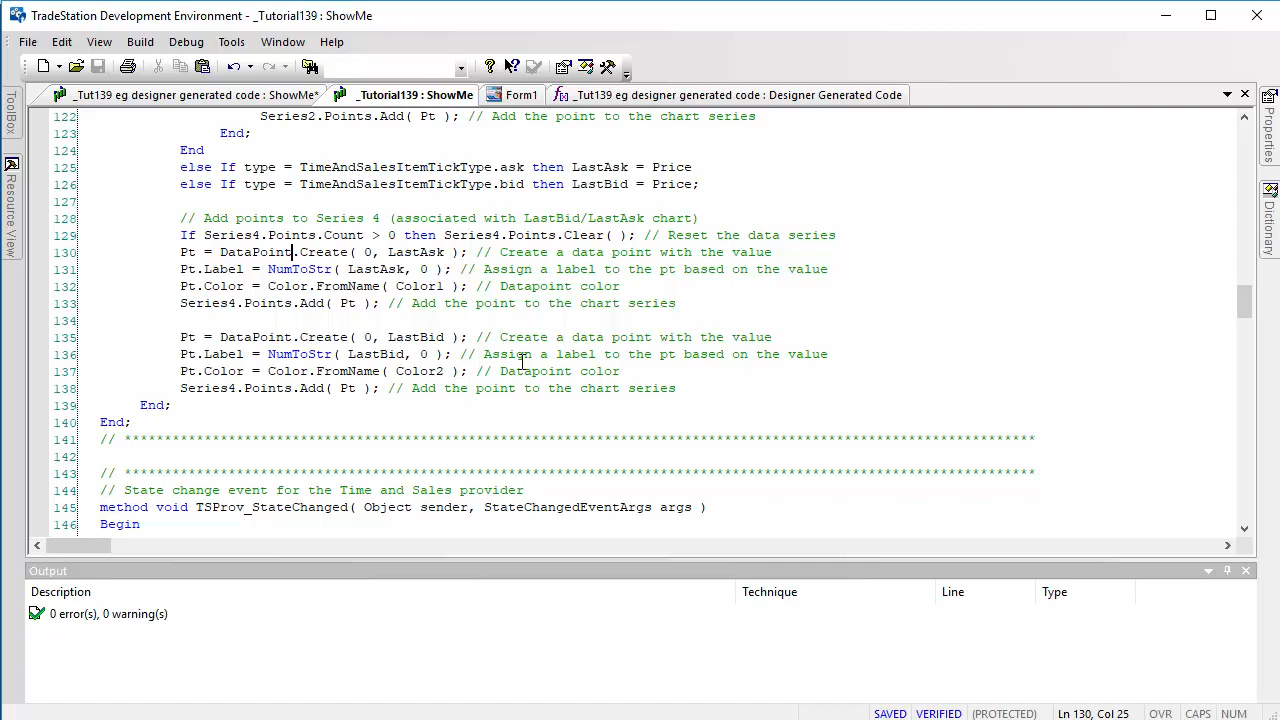 TradeStation Development Environment - _Tutorial139 : ShowMe
File Edit View Build Debug Tools Window Help
_Tut139 eg designer generated code : ShowMe* _Tutorial139 : ShowMe Form1 _Tut139 eg designer generated code : Designer Generated Code
ToolBox
Resource View
Properties
Dictionary
122 Series2.Points.Add( Pt ); // Add the point to the chart series
123 End;
124 End
125 else If type = TimeAndSalesItemTickType.ask then LastAsk = Price
126 else If type = TimeAndSalesItemTickType.bid then LastBid = Price;
127
128 // Add points to Series 4 (associated with LastBid/LastAsk chart)
129 If Series4.Points.Count > 0 then Series4.Points.Clear( ); // Reset the data series
130 Pt = DataPoint.Create( 0, LastAsk ); // Create a data point with the value
131 Pt.Label = NumToStr( LastAsk, 0 ); // Assign a label to the pt based on the value
132 Pt.Color = Color.FromName( Color1 ); // Datapoint color
133 Series4.Points.Add( Pt ); // Add the point to the chart series
134
135 Pt = DataPoint.Create( 0, LastBid ); // Create a data point with the value
136 Pt.Label = NumToStr( LastBid, 0 ); // Assign a label to the pt based on the value
137 Pt.Color = Color.FromName( Color2 ); // Datapoint color
138 Series4.Points.Add( Pt ); // Add the point to the chart series
139 End;
140 End;
141 // ******************************************************************************************************************
142
143 // ******************************************************************************************************************
144 // State change event for the Time and Sales provider
145 method void TSProv_StateChanged( Object sender, StateChangedEventArgs args )
146 Begin
Output
Description Technique Line Type
0 error(s), 0 warning(s)
SAVED VERIFIED (PROTECTED) Ln 130, Col 25 OVR CAPS NUM